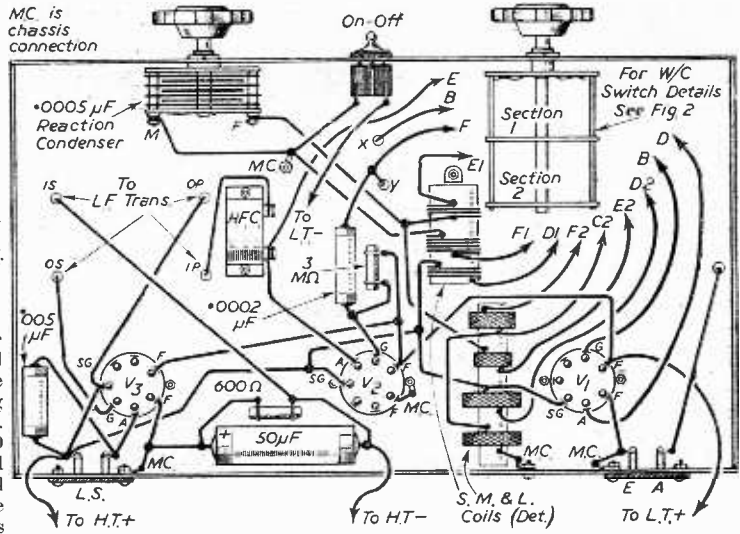 MC is
chassis
connection
On-Off
•0005 µF
Reaction
Condenser
M
F
E
B
F
x
MC
y
E1
Section
1
Section
2
For W/C
Switch Details
See Fig 2
D
B
D2
E2
C2
F2
D1
F1
IS
To
LF Trans.
OP
OS
IP
HFC
To
LT-
3
MΩ
•0002
µF
•005
µF
SG
F
V3
F
G
A
600Ω
SG
A
G
F
V2
F
MC
G
F
V1
F
SG
A
+
50µF
MC
MC
M.C.
L.S.
E
A
To H.T.+
To H.T-
S. M. & L.
Coils (Det.)
To L.T.+